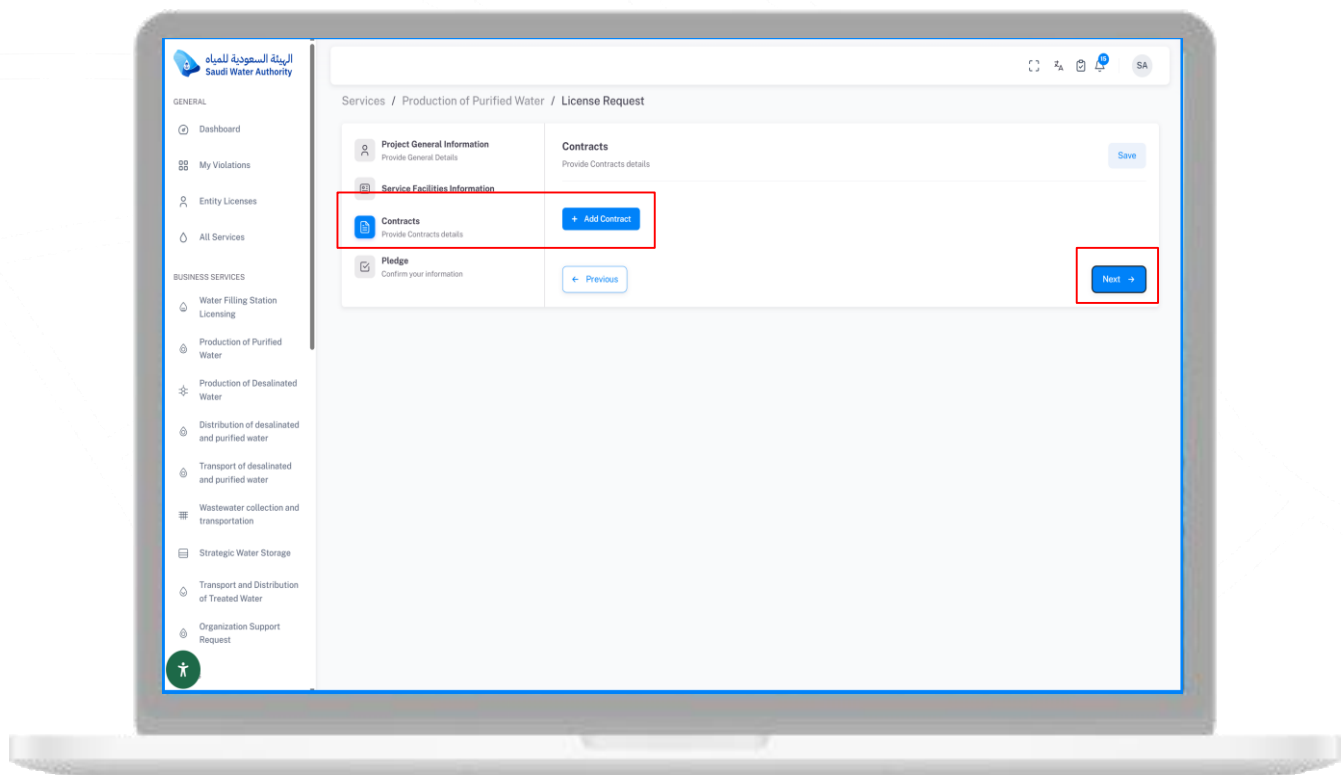 الهيئة السعودية للمياه
Saudi Water Authority
GENERAL
Dashboard
My Violations
Entity Licenses
All Services
BUSINESS SERVICES
Water Filling Station
Licensing
Production of Purified
Water
Production of Desalinated
Water
Distribution of desalinated
and purified water
Transport of desalinated
and purified water
Wastewater collection and
transportation
Strategic Water Storage
Transport and Distribution
of Treated Water
Organization Support
Request
15
SA
Services / Production of Purified Water / License Request
Project General Information
Provide General Details
Service Facilities Information
Contracts
Provide Contracts details
Pledge
Confirm your information
Contracts
Provide Contracts details
Save
+ Add Contract
← Previous
Next →